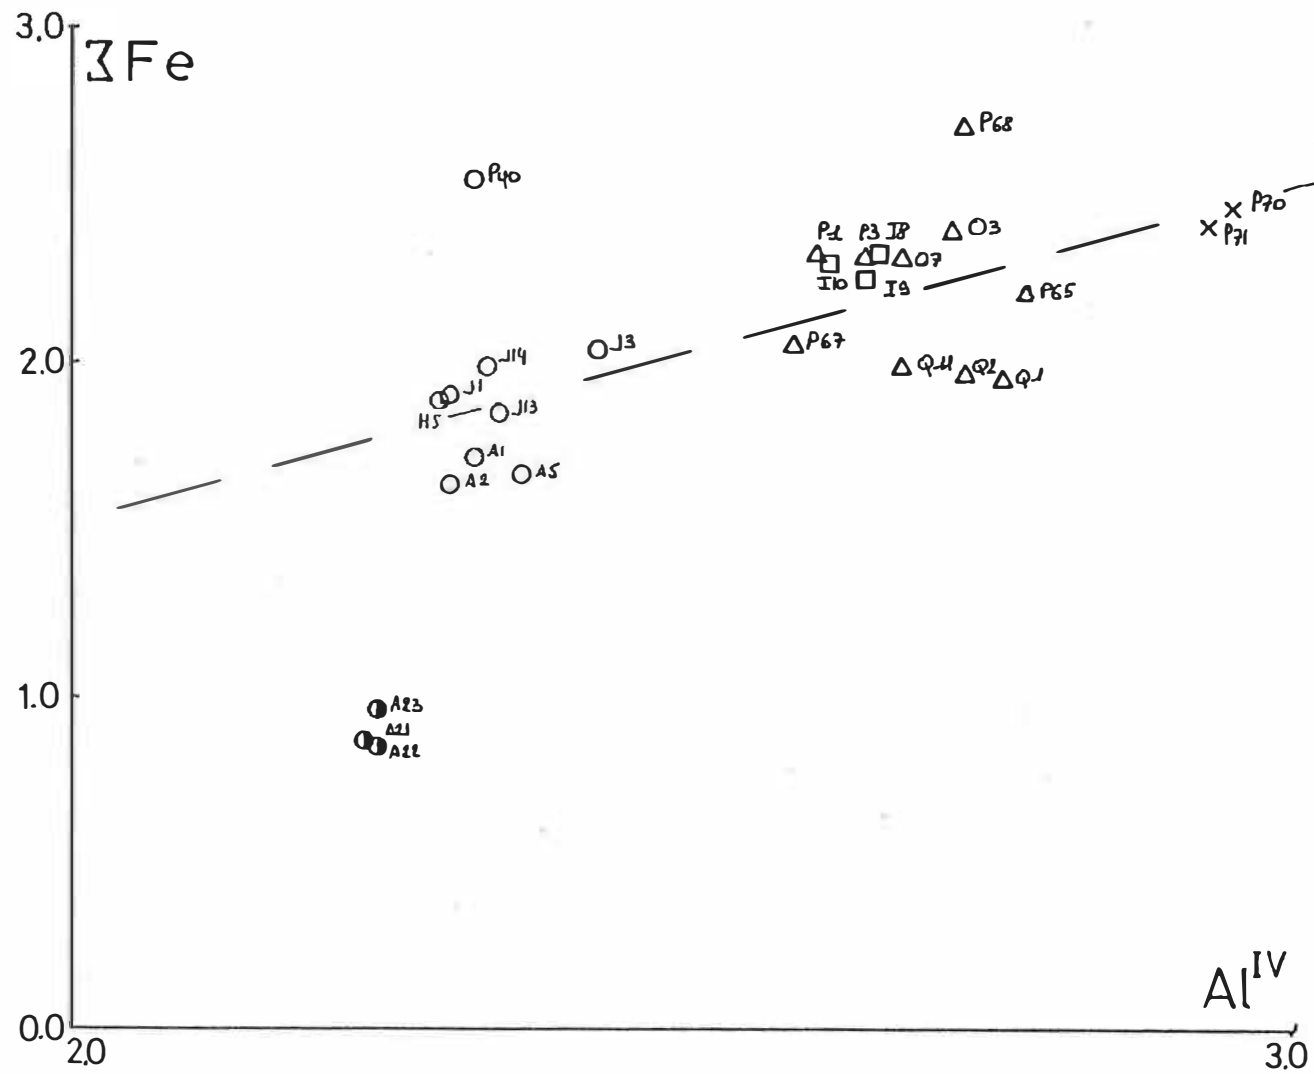 3.0
ΣFe
P68
P40
P70
P71
O3
P1
P3
I8
O7
I10
I9
P65
P67
2.0
J14
J3
Q11
Q2
Q1
J1
H5
J13
A1
A2
A5
1.0
A23
A21
A22
Al^IV
0.0
2.0
3.0